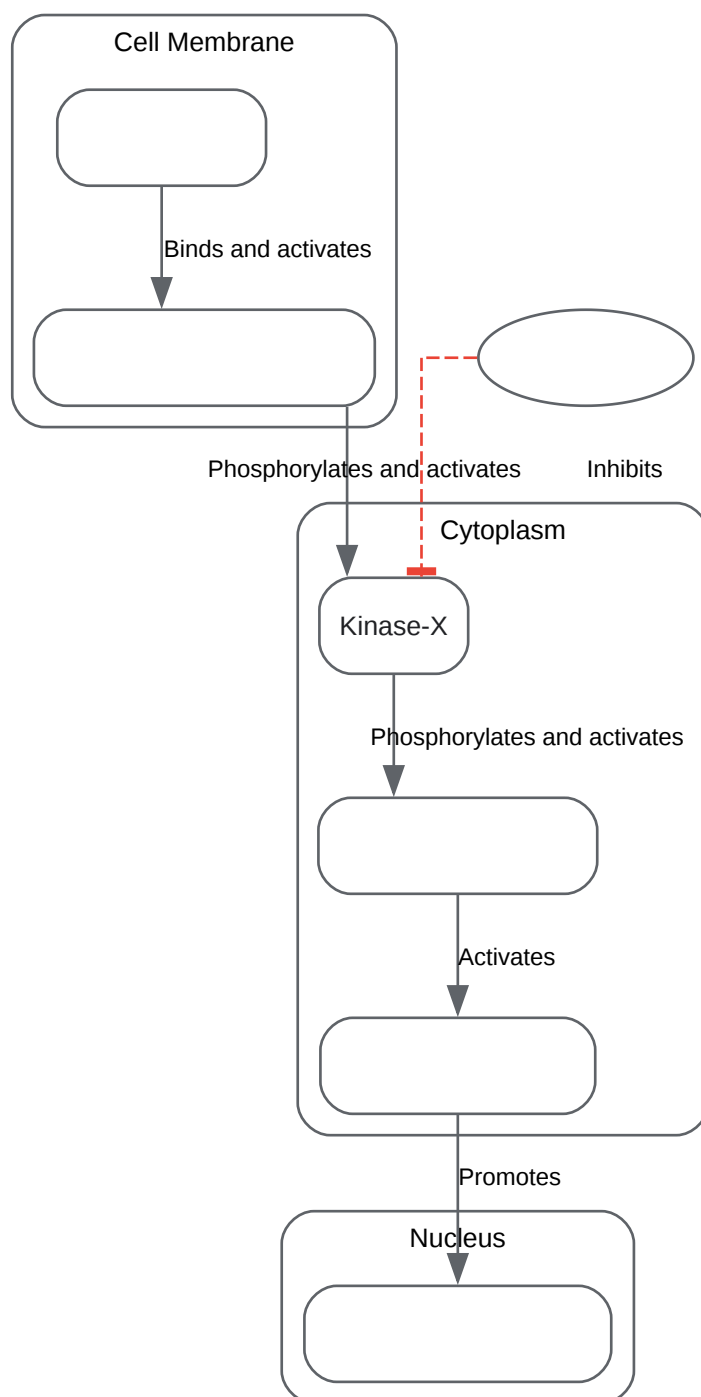 Cell Membrane
Binds and activates
Phosphorylates and activates
Inhibits
Cytoplasm
Kinase-X
Phosphorylates and activates
Activates
Promotes
Nucleus